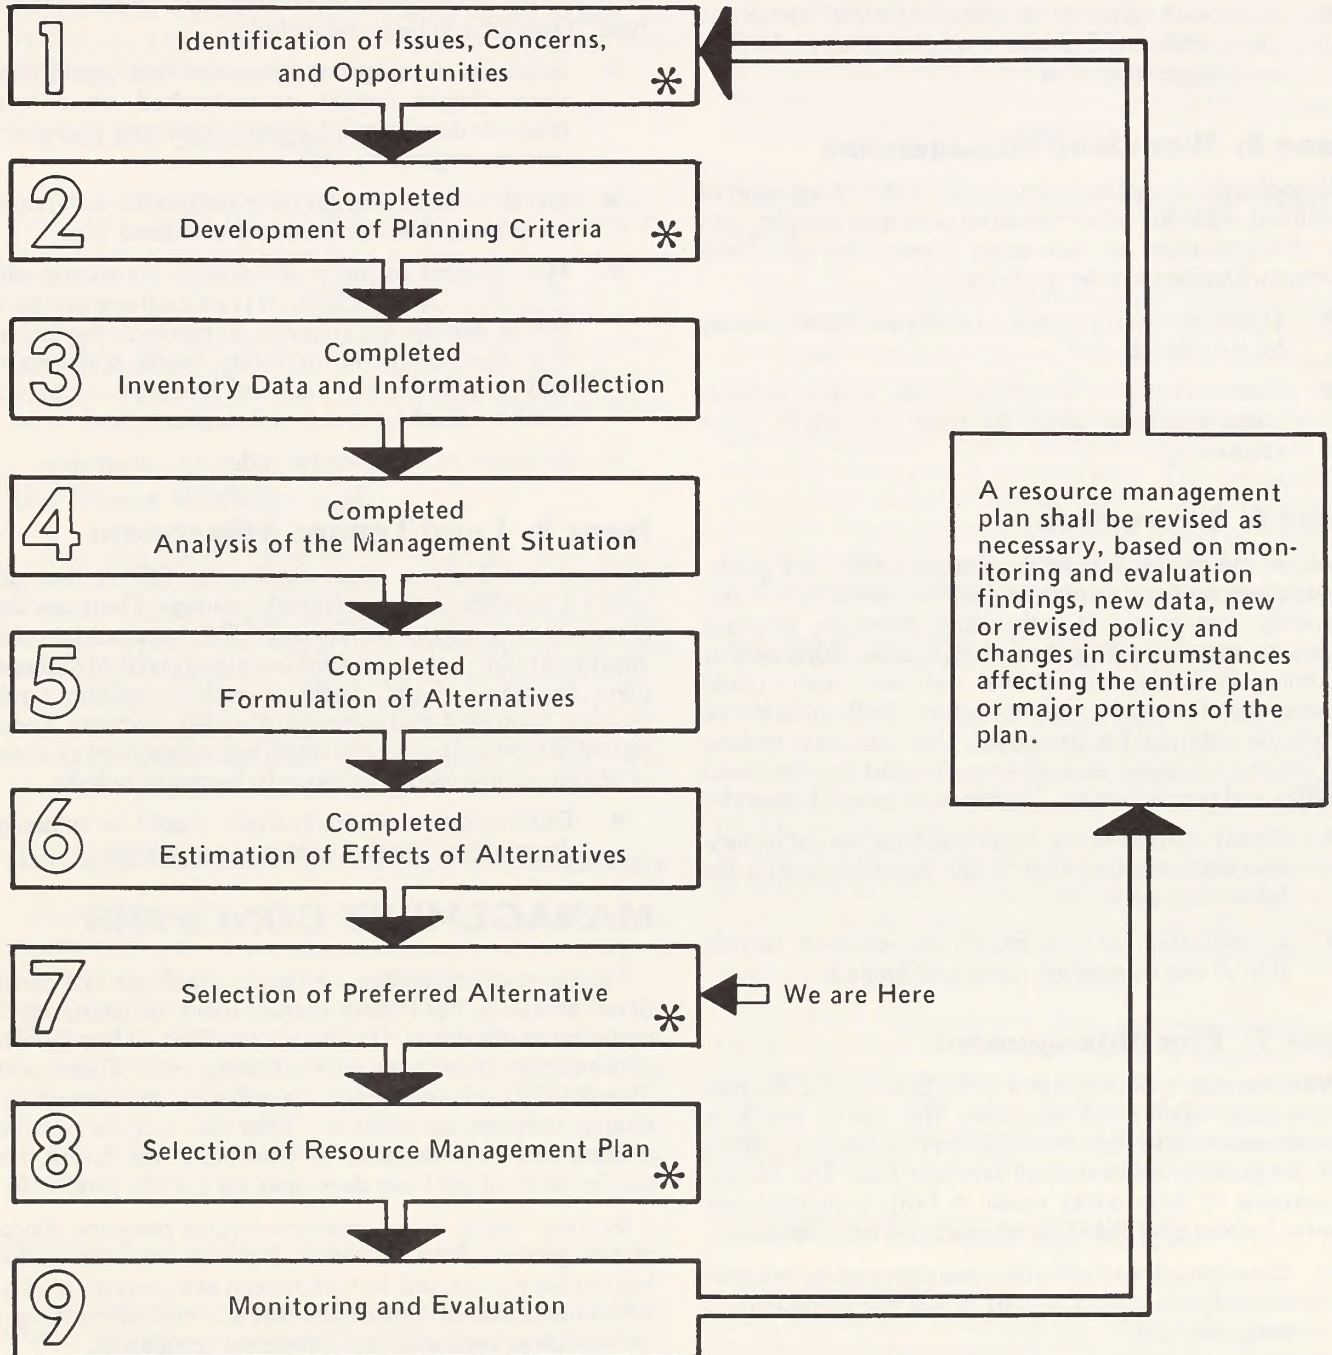 1
Identification of Issues, Concerns,
and Opportunities
*
2
Completed
Development of Planning Criteria
*
3
Completed
Inventory Data and Information Collection
4
Completed
Analysis of the Management Situation
5
Completed
Formulation of Alternatives
6
Completed
Estimation of Effects of Alternatives
7
Selection of Preferred Alternative
*
We are Here
8
Selection of Resource Management Plan
*
9
Monitoring and Evaluation
A resource management
plan shall be revised as
necessary, based on mon-
itoring and evaluation
findings, new data, new
or revised policy and
changes in circumstances
affecting the entire plan
or major portions of the
plan.